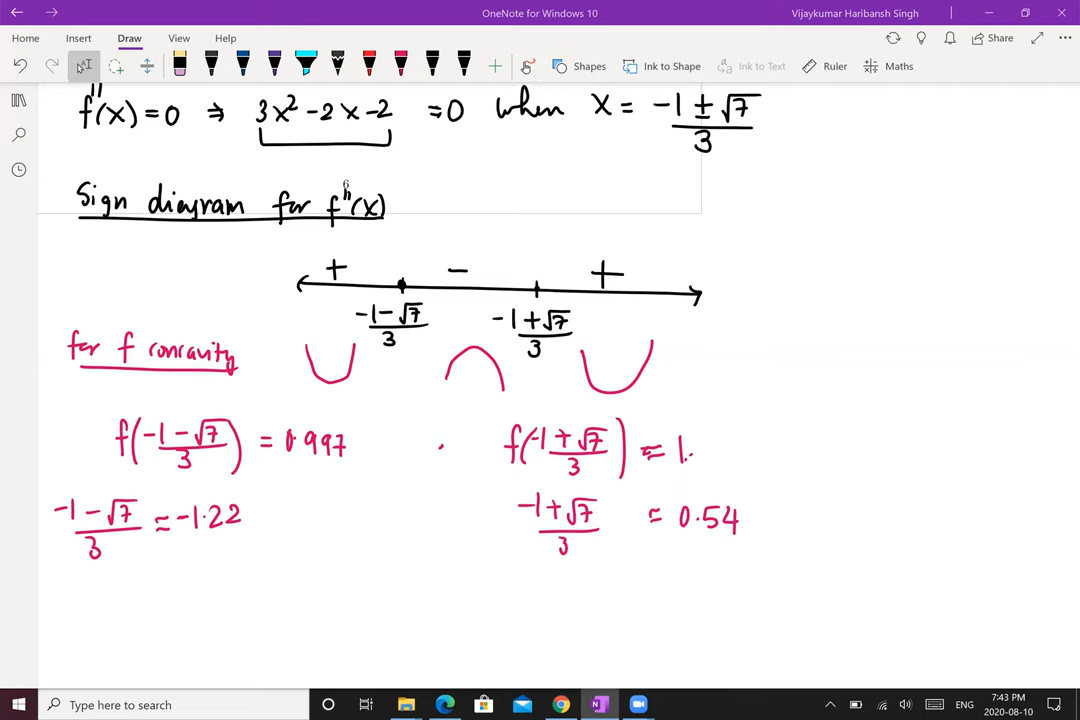 OneNote for Windows 10
Vijaykumar Haribansh Singh
Home Insert Draw View Help
Share
Shapes Ink to Shape Ink to Text Ruler Maths
f''(x) = 0 ⇒ 3x² -2x -2 = 0 when x = (-1 ± √7)/3
6
Sign diagram for f''(x)
+ - +
(-1-√7)/3 (-1+√7)/3
for f concavity
f((-1-√7)/3) = 0.997 . f((-1+√7)/3) ≈ 1.
(-1-√7)/3 ≈ -1.22 (-1+√7)/3 ≈ 0.54
Type here to search
ENG
7:43 PM
2020-08-10